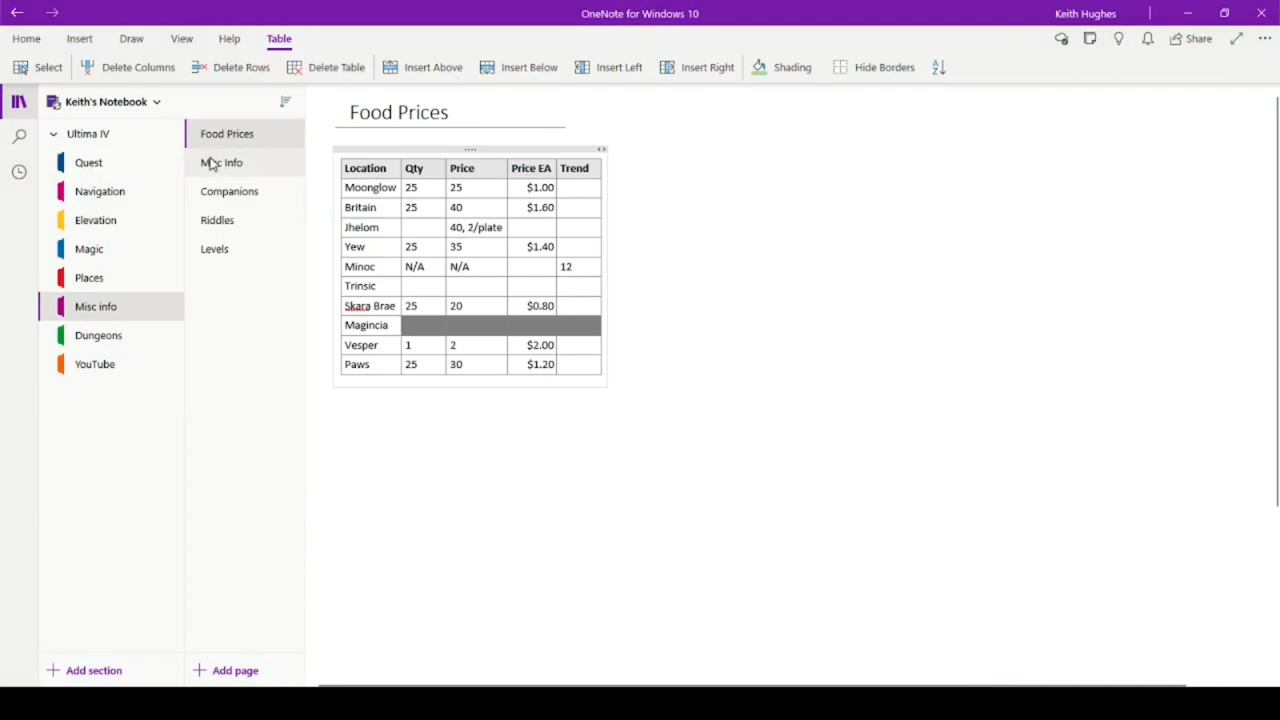 OneNote for Windows 10
Keith Hughes
Home Insert Draw View Help Table
Share
Select Delete Columns Delete Rows Delete Table Insert Above Insert Below Insert Left Insert Right Shading Hide Borders
Keith's Notebook
Ultima IV
Quest
Navigation
Elevation
Magic
Places
Misc info
Dungeons
YouTube
Add section
Food Prices
Misc Info
Companions
Riddles
Levels
Add page
Food Prices
Location Qty Price Price EA Trend
Moonglow 25 25 $1.00
Britain 25 40 $1.60
Jhelom 40, 2/plate
Yew 25 35 $1.40
Minoc N/A N/A 12
Trinsic
Skara Brae 25 20 $0.80
Magincia
Vesper 1 2 $2.00
Paws 25 30 $1.20